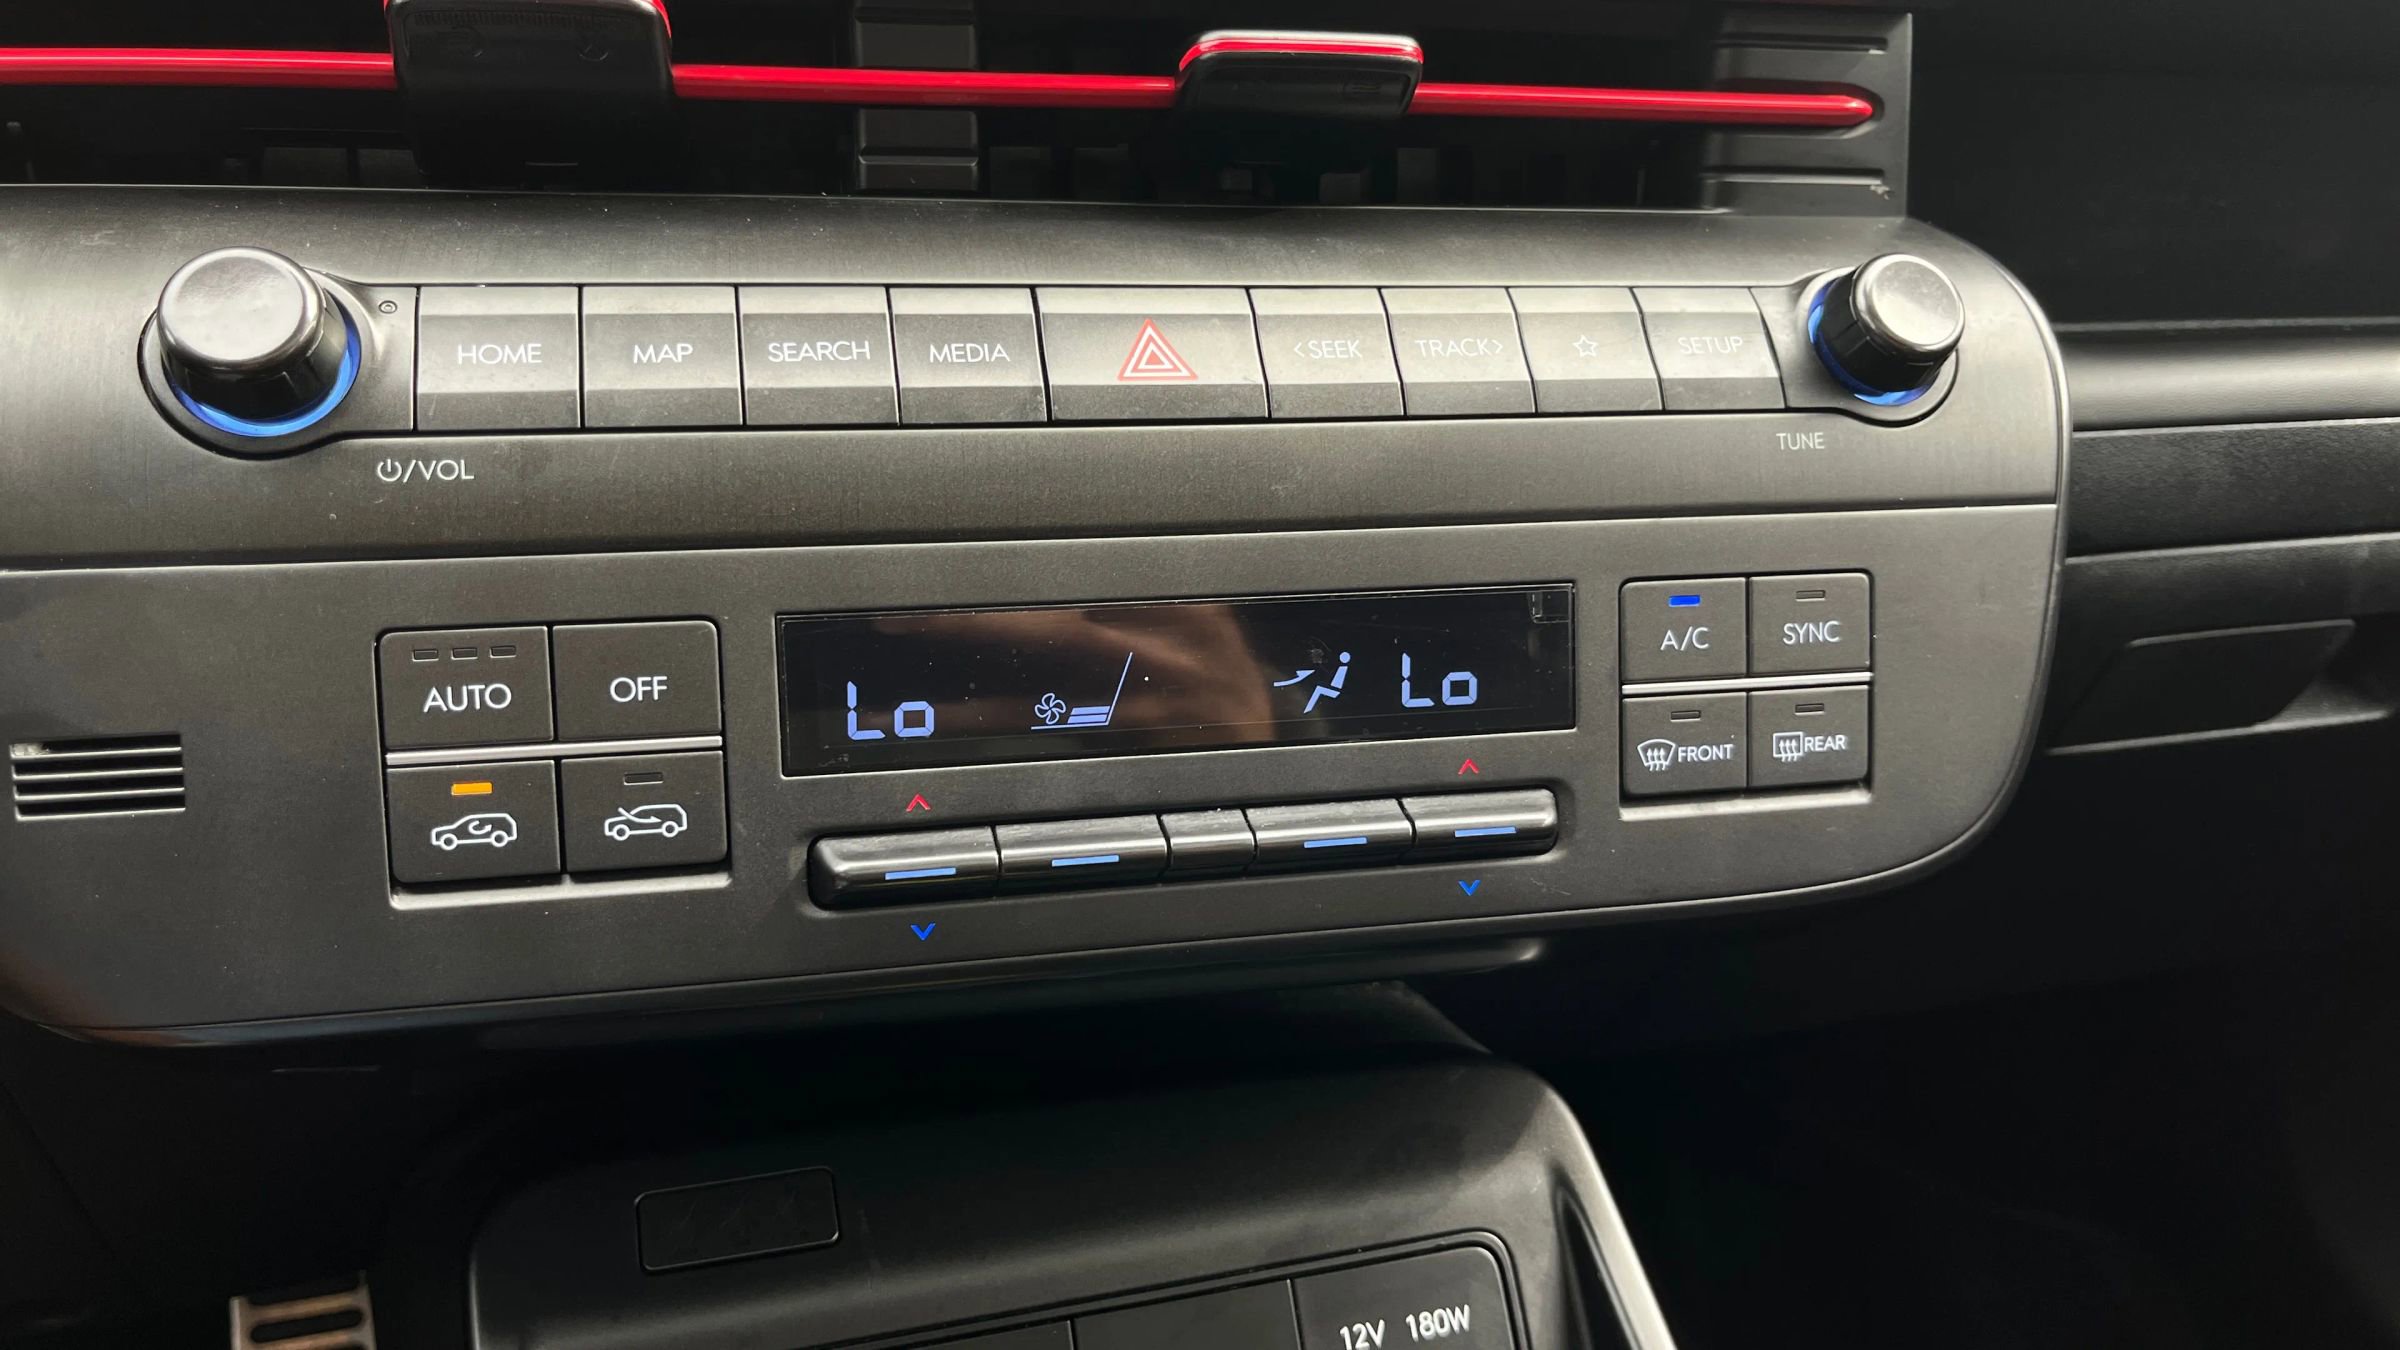 HOME
MAP
SEARCH
MEDIA
<SEEK
TRACK>
SETUP
/VOL
TUNE
AUTO
OFF
Lo
Lo
A/C
SYNC
FRONT
REAR
12V 180W